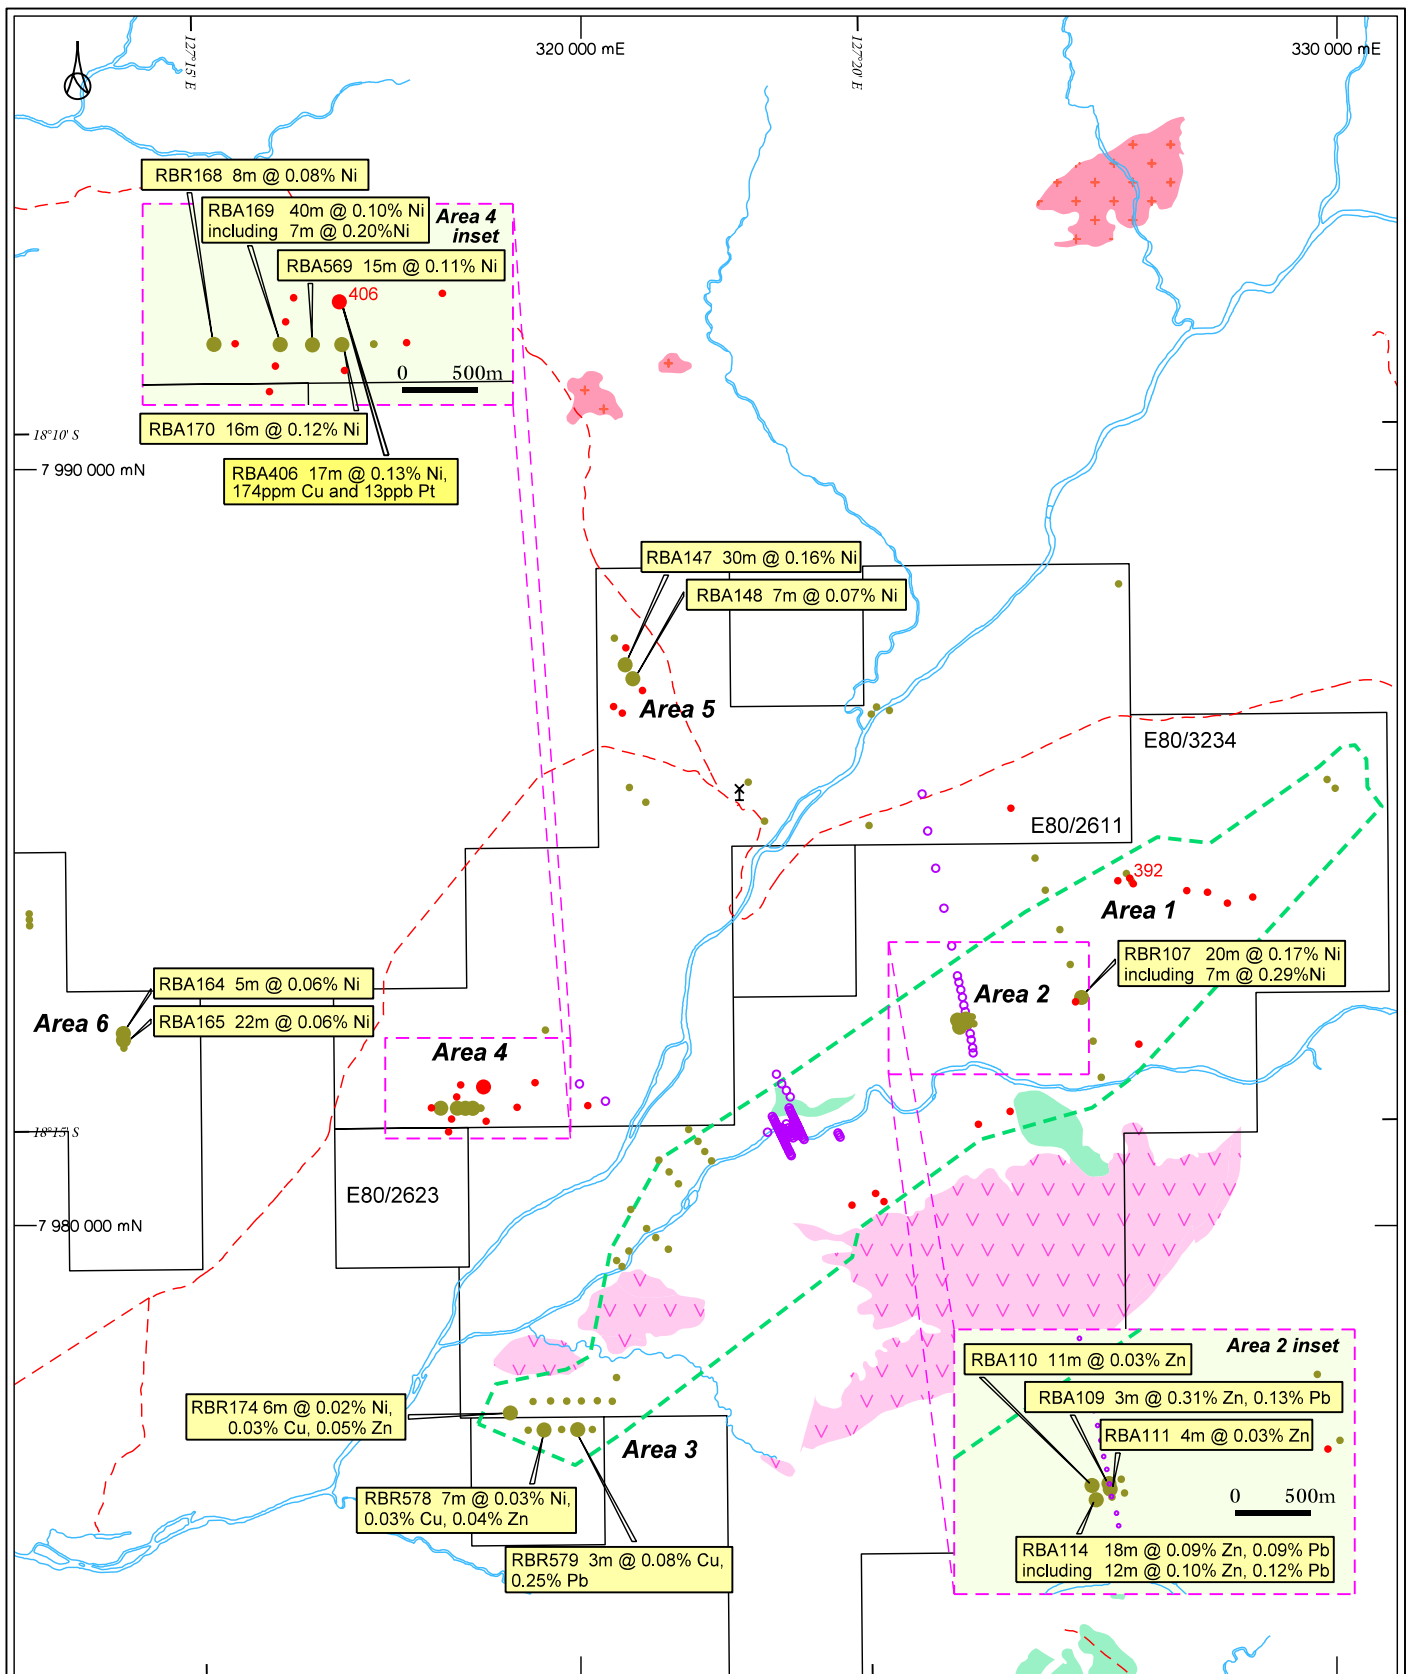 127°15' E
320 000 mE
127°20' E
330 000 mE
RBR168 8m @ 0.08% Ni
RBA169 40m @ 0.10% Ni
including 7m @ 0.20%Ni
Area 4
inset
RBA569 15m @ 0.11% Ni
406
0 500m
RBA170 16m @ 0.12% Ni
18°10' S
7 990 000 mN
RBA406 17m @ 0.13% Ni,
174ppm Cu and 13ppb Pt
RBA147 30m @ 0.16% Ni
RBA148 7m @ 0.07% Ni
Area 5
E80/3234
E80/2611
392
Area 1
RBR107 20m @ 0.17% Ni
including 7m @ 0.29%Ni
Area 2
RBA164 5m @ 0.06% Ni
Area 6
RBA165 22m @ 0.06% Ni
Area 4
18°15' S
E80/2623
7 980 000 mN
Area 2 inset
RBA110 11m @ 0.03% Zn
RBA109 3m @ 0.31% Zn, 0.13% Pb
RBR174 6m @ 0.02% Ni,
0.03% Cu, 0.05% Zn
RBA111 4m @ 0.03% Zn
Area 3
RBR578 7m @ 0.03% Ni,
0.03% Cu, 0.04% Zn
0 500m
RBR579 3m @ 0.08% Cu,
0.25% Pb
RBA114 18m @ 0.09% Zn, 0.09% Pb
including 12m @ 0.10% Zn, 0.12% Pb